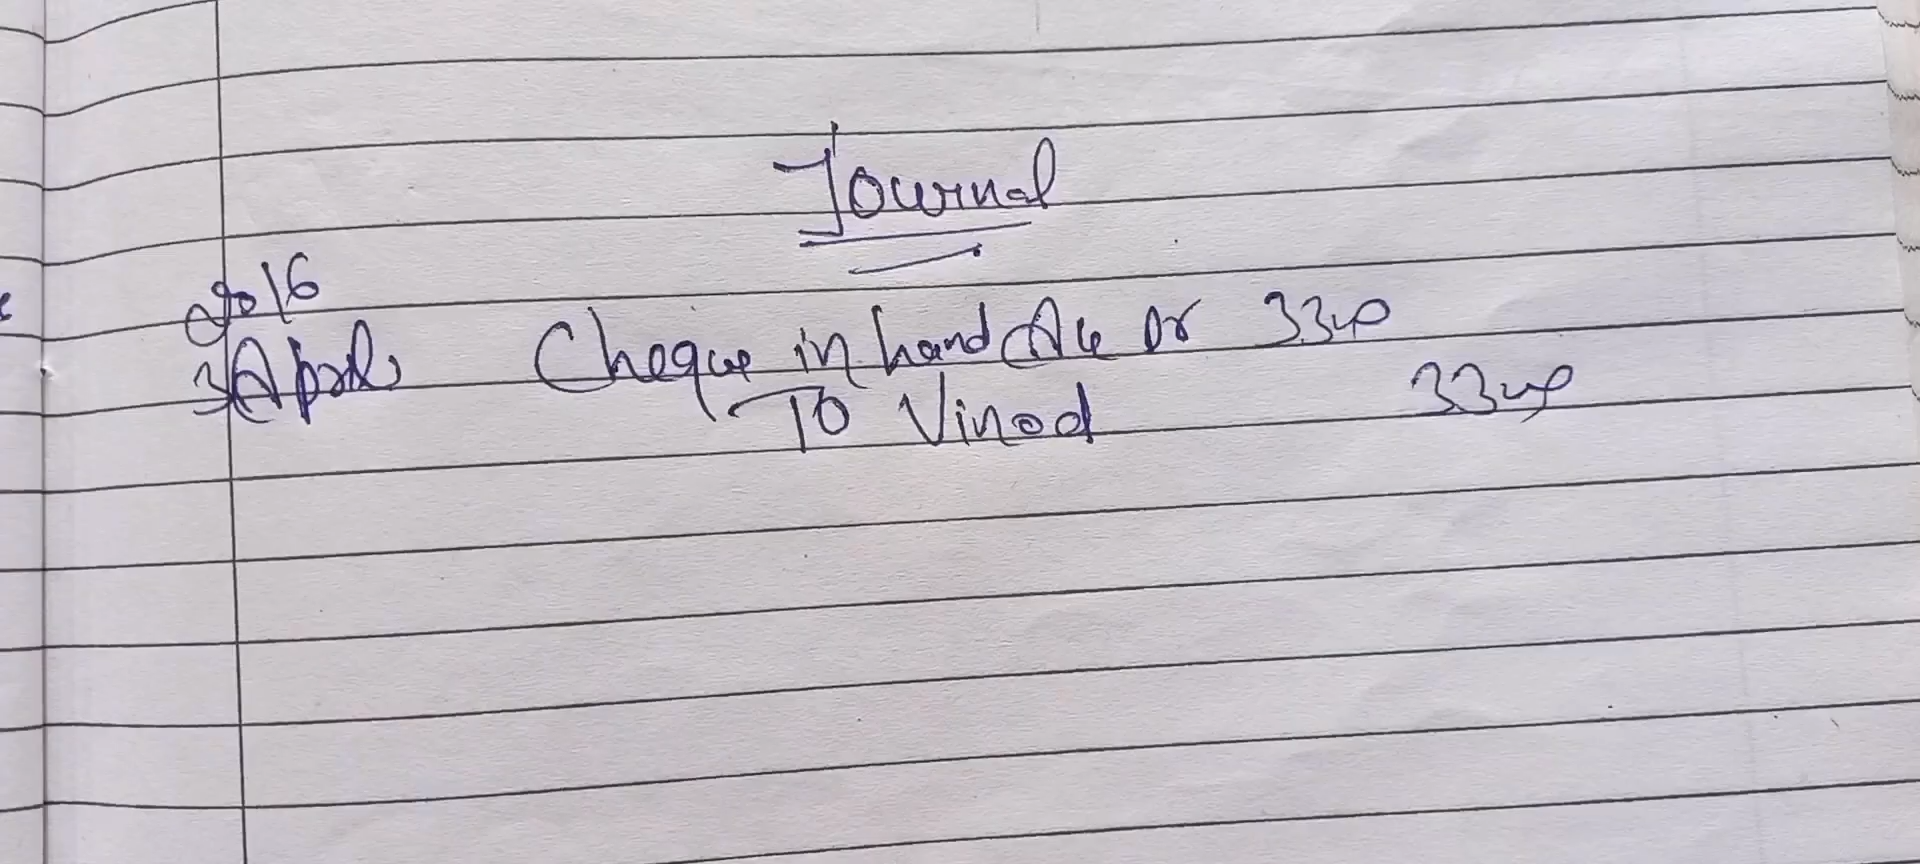 Journal
2016
3 April Cheque in hand A/c Dr 3340
To Vinod 3340